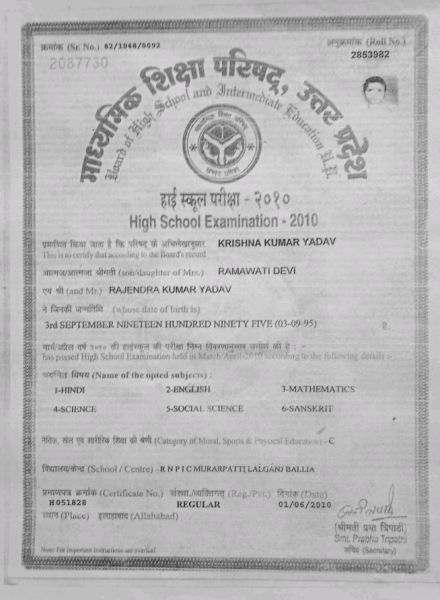 क्रमांक (Sr. No.) 82/1048/0092
अनुक्रमांक (Roll No.)
2853982
2087730
माध्यमिक शिक्षा परिषद्, उत्तर प्रदेश
Board of High School and Intermediate Education U.P.
हाई स्कूल परीक्षा - २०१०
High School Examination - 2010
प्रमाणित किया जाता है कि परिषद् के अभिलेखानुसार KRISHNA KUMAR YADAV
This is to certify that according to the Board's record
आत्मज/आत्मजा श्रीमती (son/daughter of Mrs.) RAMAWATI DEVI
एवं श्री (and Mr.) RAJENDRA KUMAR YADAV
ने जिनकी जन्मतिथि (whose date of birth is)
3rd SEPTEMBER NINETEEN HUNDRED NINETY FIVE (03-09-95)
मार्च/अप्रैल वर्ष २०१० की हाईस्कूल की परीक्षा निम्न विवरणानुसार उत्तीर्ण की है : -
has passed High School Examination held in March/April-2010 according to the following details :-
विषय (Name of the opted subjects) :
1-HINDI 2-ENGLISH 3-MATHEMATICS
4-SCIENCE 5-SOCIAL SCIENCE 6-SANSKRIT
नैतिक, खेल एवं शारीरिक शिक्षा की श्रेणी (Category of Moral, Sports & Physical Education) - C
विद्यालय/केन्द्र (School / Centre) - R N P I C MURARPATTI LALGANJ BALLIA
प्रमाणपत्र क्रमांक (Certificate No.) संस्था./व्यक्तिगत (Reg./Pvt.) दिनांक (Date)
H051828 REGULAR 01/06/2010
स्थान (Place) इलाहाबाद (Allahabad)
(श्रीमती प्रभा त्रिपाठी)
Smt. Prabha Tripathi
सचिव (Secretary)
Note: For important instructions see overleaf.